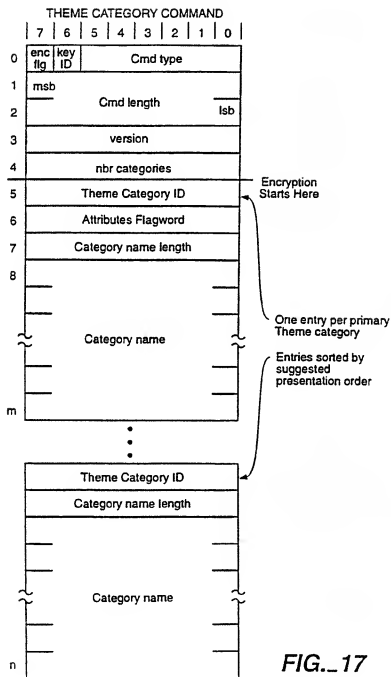 THEME CATEGORY COMMAND
7 6 5 4 3 2 1 0
0 enc flg key ID Cmd type
1 msb
Cmd length
2 lsb
3 version
4 nbr categories
Encryption
Starts Here
5 Theme Category ID
6 Attributes Flagword
7 Category name length
8
One entry per primary
Theme category
Category name
Entries sorted by
suggested
presentation order
m
Theme Category ID
Category name length
Category name
n
FIG._17